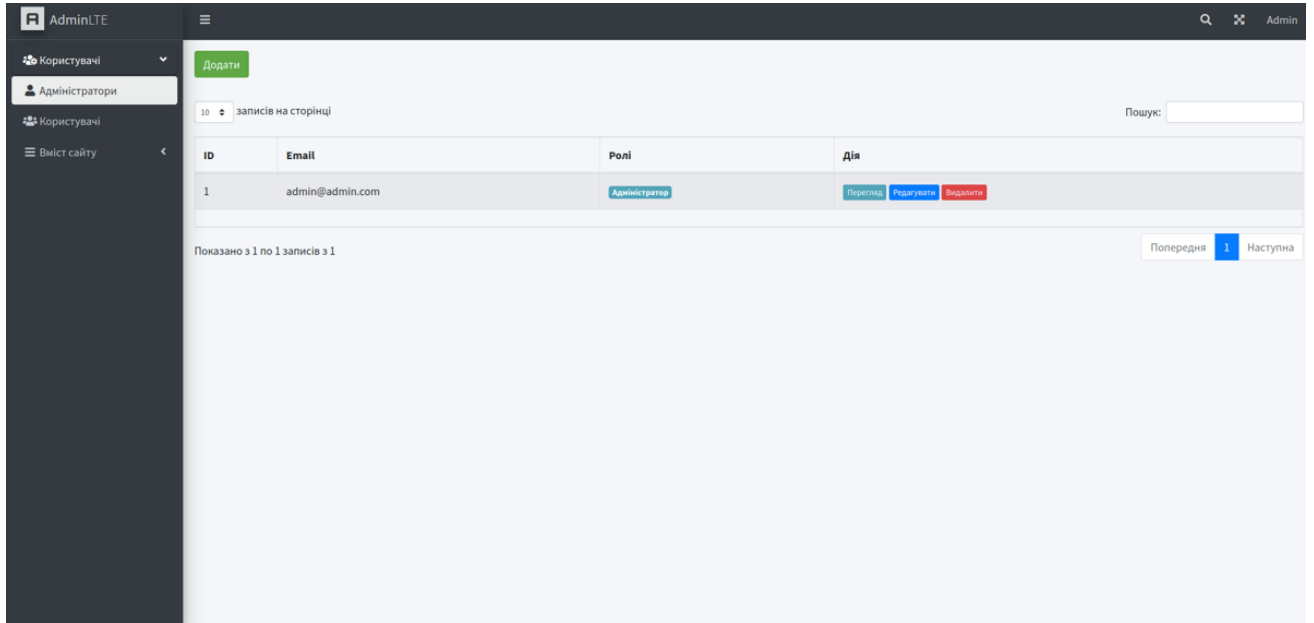 AdminLTE
Admin
Користувачі
Адміністратори
Користувачі
Вміст сайту
Додати
10 записів на сторінці
Пошук:
ID Email Ролі Дія
1 admin@admin.com Адміністратор Перегляд Редагувати Видалити
Показано з 1 по 1 записів з 1
Попередня 1 Наступна